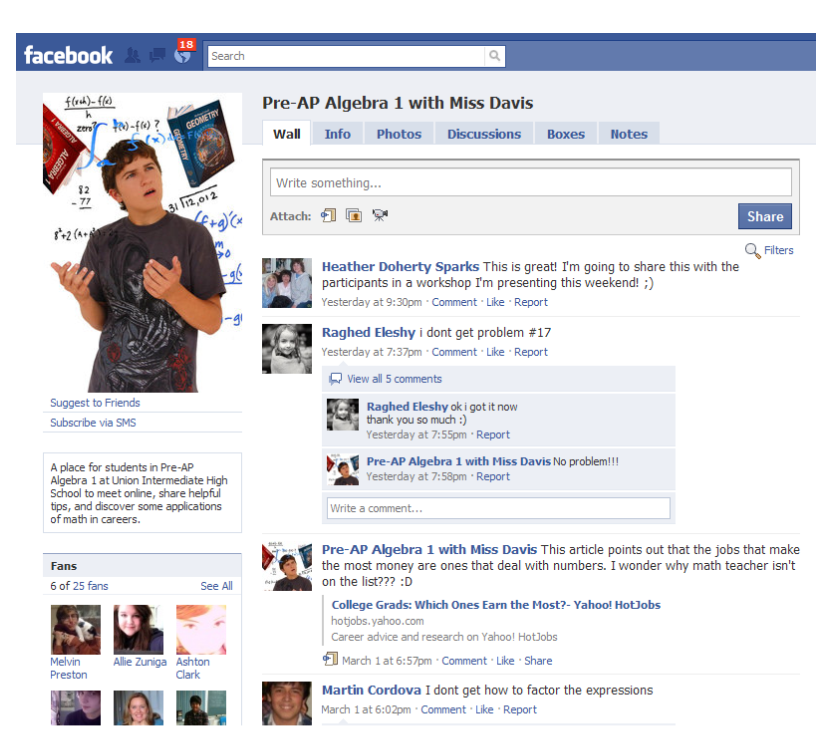 facebook
18
Search
f(x+h)-f(c)
h
zero?
f(x)-f(c) ?
GEOMETRY
ALGEBRA 1
ALGEBRA 1
82
- 77
31 12,012
Pre-AP Algebra 1 with Miss Davis
Wall Info Photos Discussions Boxes Notes
Write something...
Attach:
Share
Filters
Heather Doherty Sparks This is great! I'm going to share this with the
participants in a workshop I'm presenting this weekend! ;)
Yesterday at 9:30pm · Comment · Like · Report
Raghed Eleshy i dont get problem #17
Yesterday at 7:37pm · Comment · Like · Report
View all 5 comments
Raghed Eleshy ok i got it now
thank you so much :)
Yesterday at 7:55pm · Report
Pre-AP Algebra 1 with Miss Davis No problem!!!
Yesterday at 7:58pm · Report
Write a comment...
Pre-AP Algebra 1 with Miss Davis This article points out that the jobs that make
the most money are ones that deal with numbers. I wonder why math teacher isn't
on the list??? :D
College Grads: Which Ones Earn the Most?- Yahoo! HotJobs
hotjobs.yahoo.com
Career advice and research on Yahoo! HotJobs
March 1 at 6:57pm · Comment · Like · Share
Martin Cordova I dont get how to factor the expressions
March 1 at 6:02pm · Comment · Like · Report
Suggest to Friends
Subscribe via SMS
A place for students in Pre-AP
Algebra 1 at Union Intermediate High
School to meet online, share helpful
tips, and discover some applications
of math in careers.
Fans
6 of 25 fans See All
Melvin
Preston
Allie Zuniga
Ashton
Clark